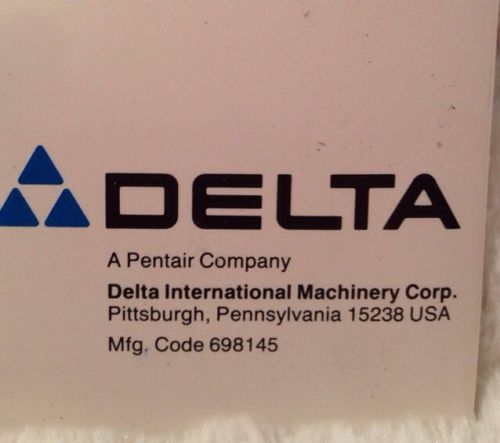 DELTA
A Pentair Company
Delta International Machinery Corp.
Pittsburgh, Pennsylvania 15238 USA
Mfg. Code 698145